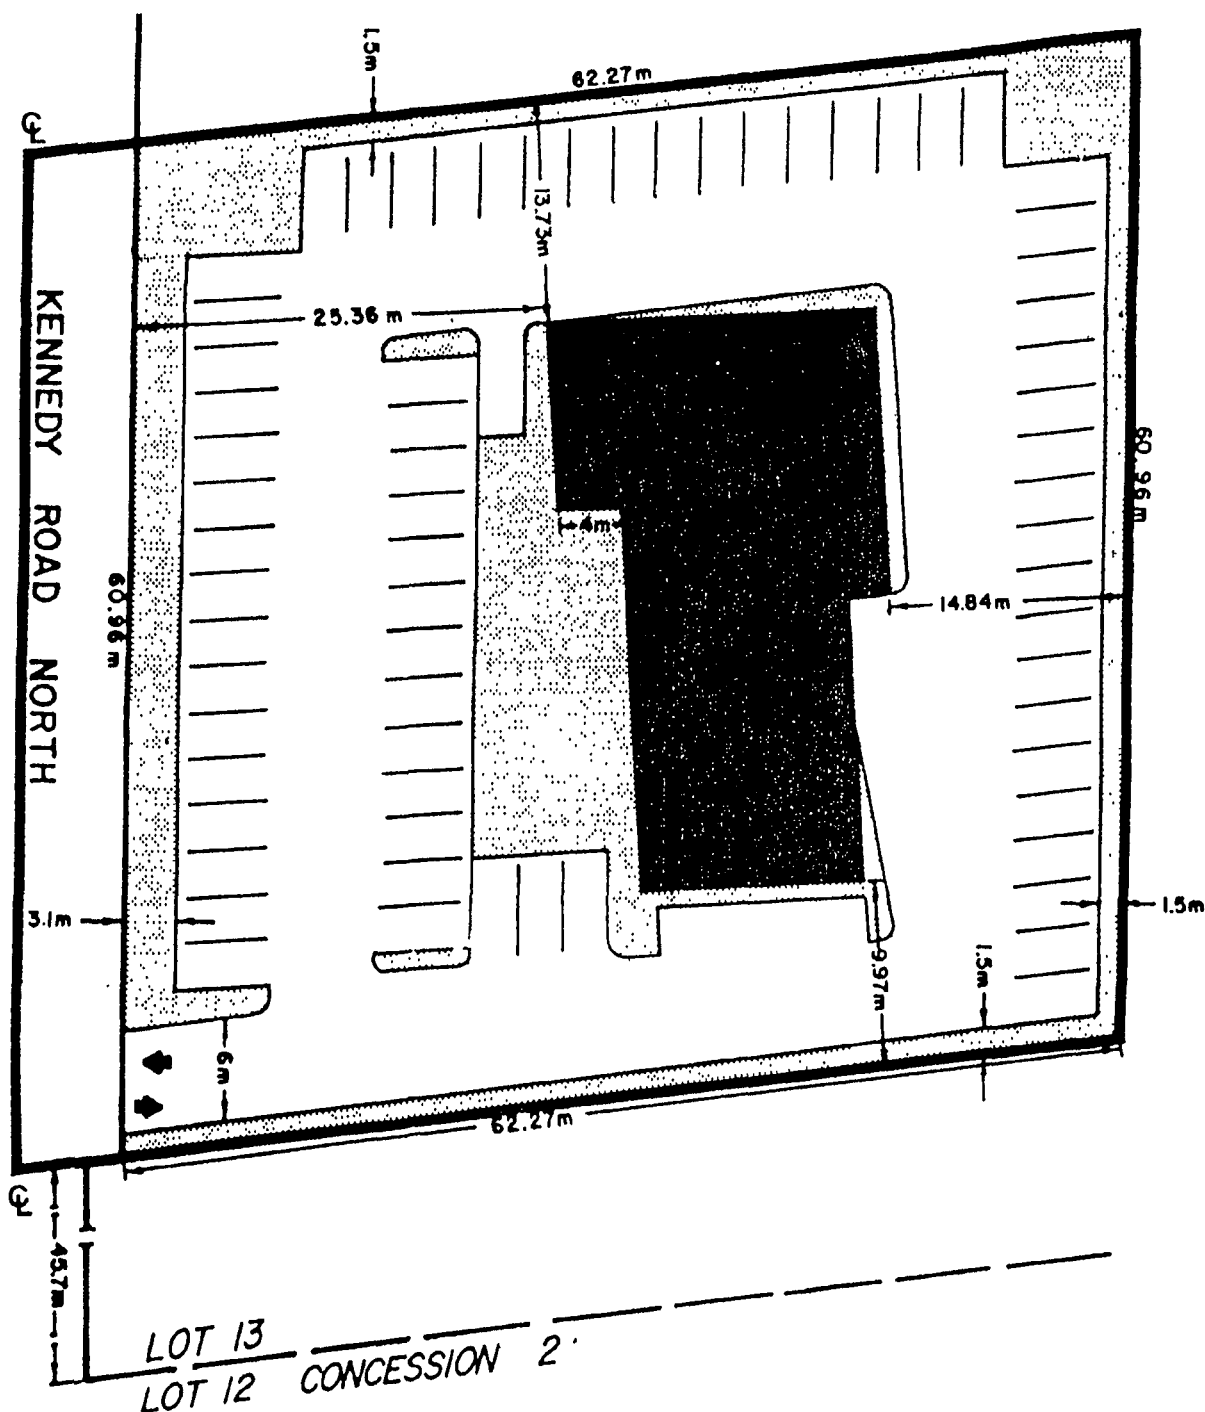 1.5m
62.27m
℄
13.73m
25.36 m
KENNEDY ROAD NORTH
60.96m
4m
60.96 m
14.84m
3.1m
1.5m
9.97m
1.5m
6m
62.27m
℄
45.7m
LOT 13
LOT 12 CONCESSION 2